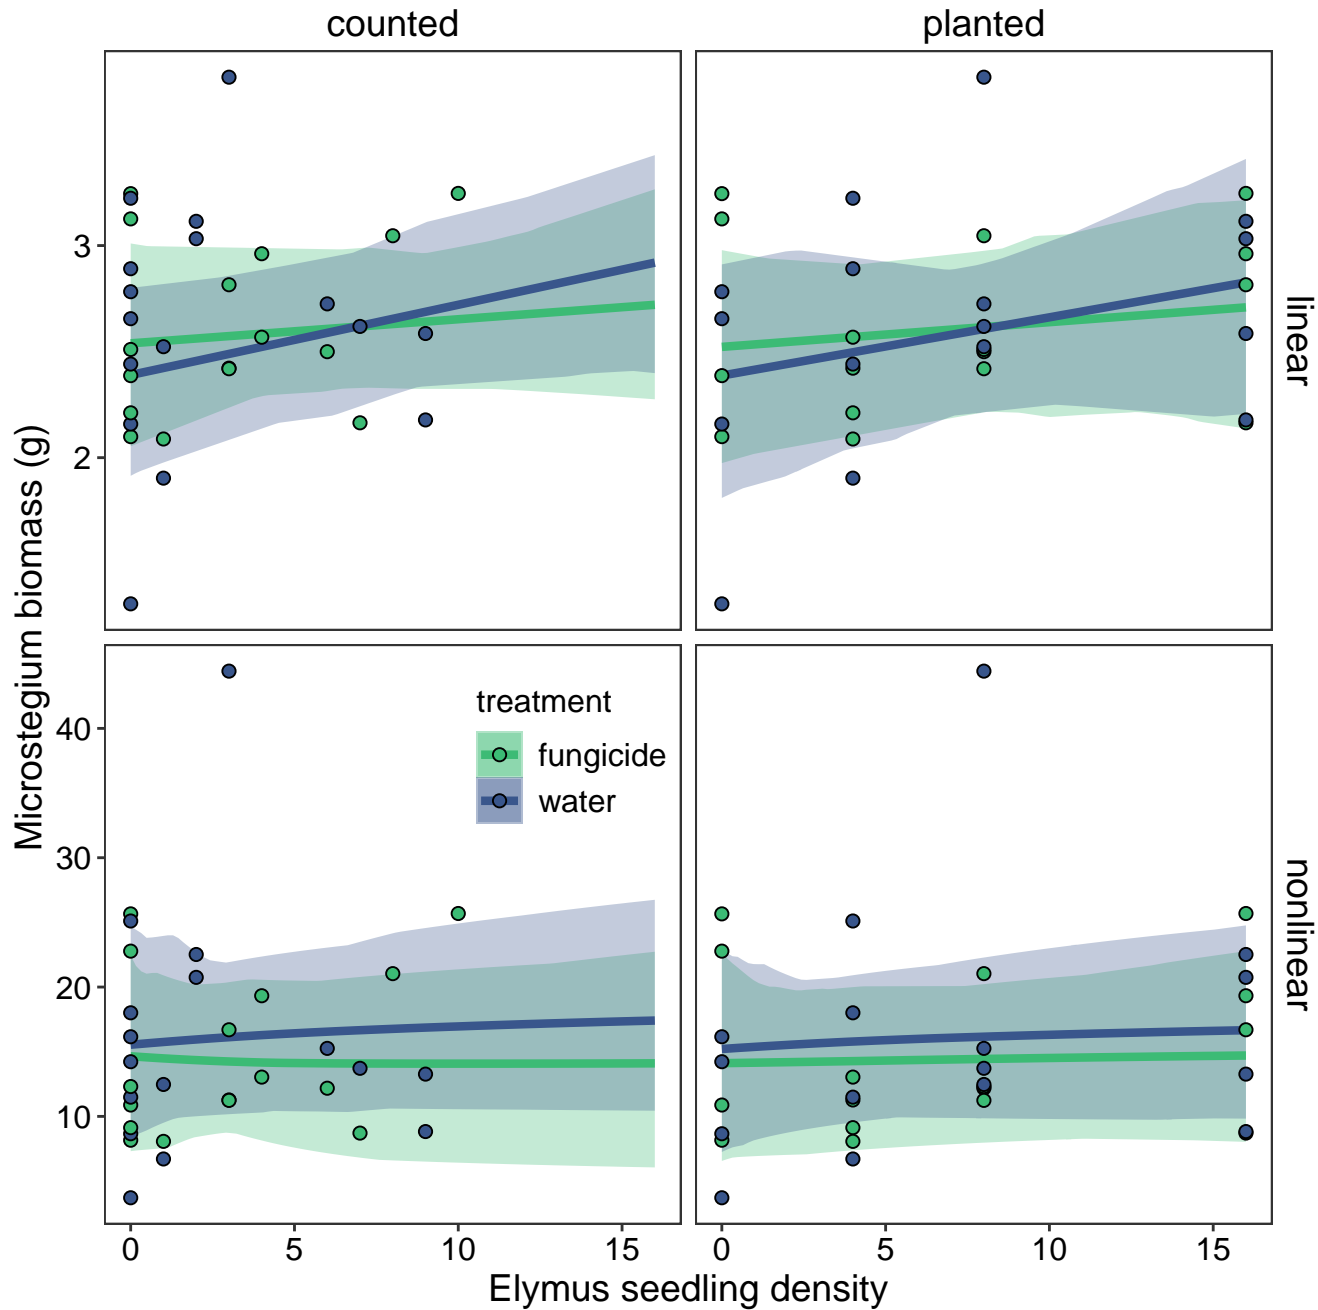 counted
planted
Microstegium biomass (g)
3
2
linear
40
30
20
10
treatment
fungicide
water
nonlinear
0
5
10
15
0
5
10
15
Elymus seedling density